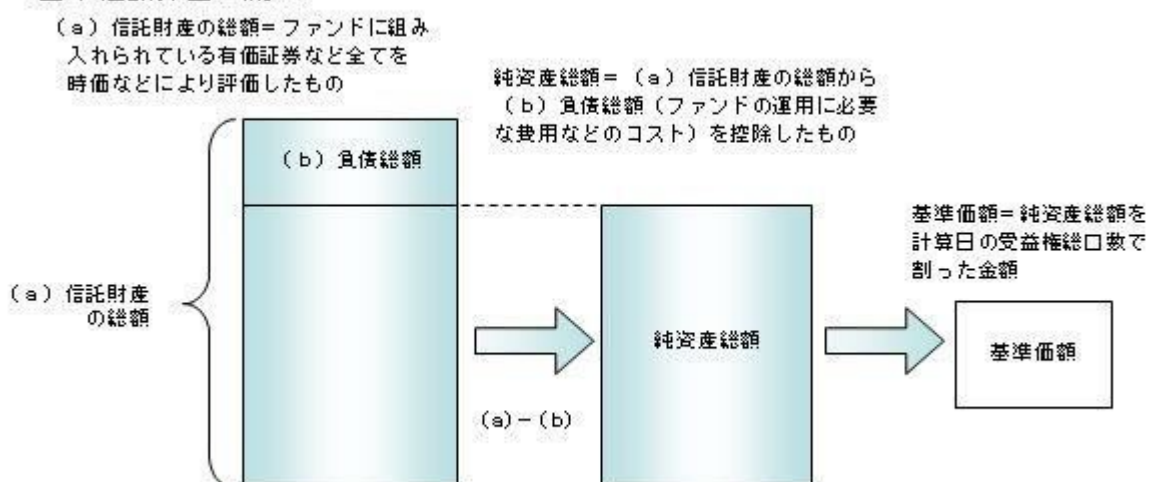 (a)信託財産の総額=ファンドに組み
入れられている有価証券など全てを
時価などにより評価したもの
純資産総額=(a)信託財産の総額から
(b)負債総額(ファンドの運用に必要
な費用などのコスト)を控除したもの
(b)負債総額
基準価額=純資産総額を
計算日の受益権総口数で
割った金額
(a)信託財産
の総額
純資産総額
基準価額
(a)-(b)